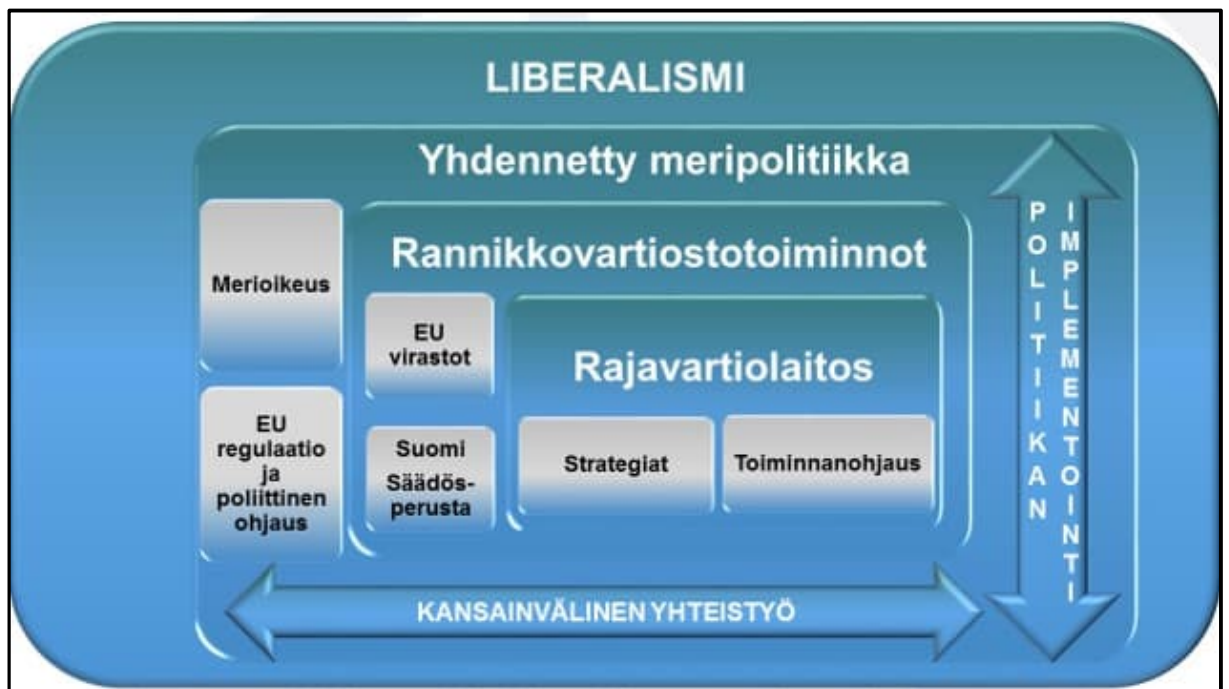 LIBERALISMI
Yhdennetty meripolitiikka
Merioikeus
EU
regulaatio
ja
poliittinen
ohjaus
Rannikkovartiostotoiminnot
EU
virastot
Suomi
Säädös-
perusta
Rajavartiolaitos
Strategiat
Toiminnanohjaus
KANSAINVÄLINEN YHTEISTYÖ
POLITIIKAN
IMPLEMENTOINTI